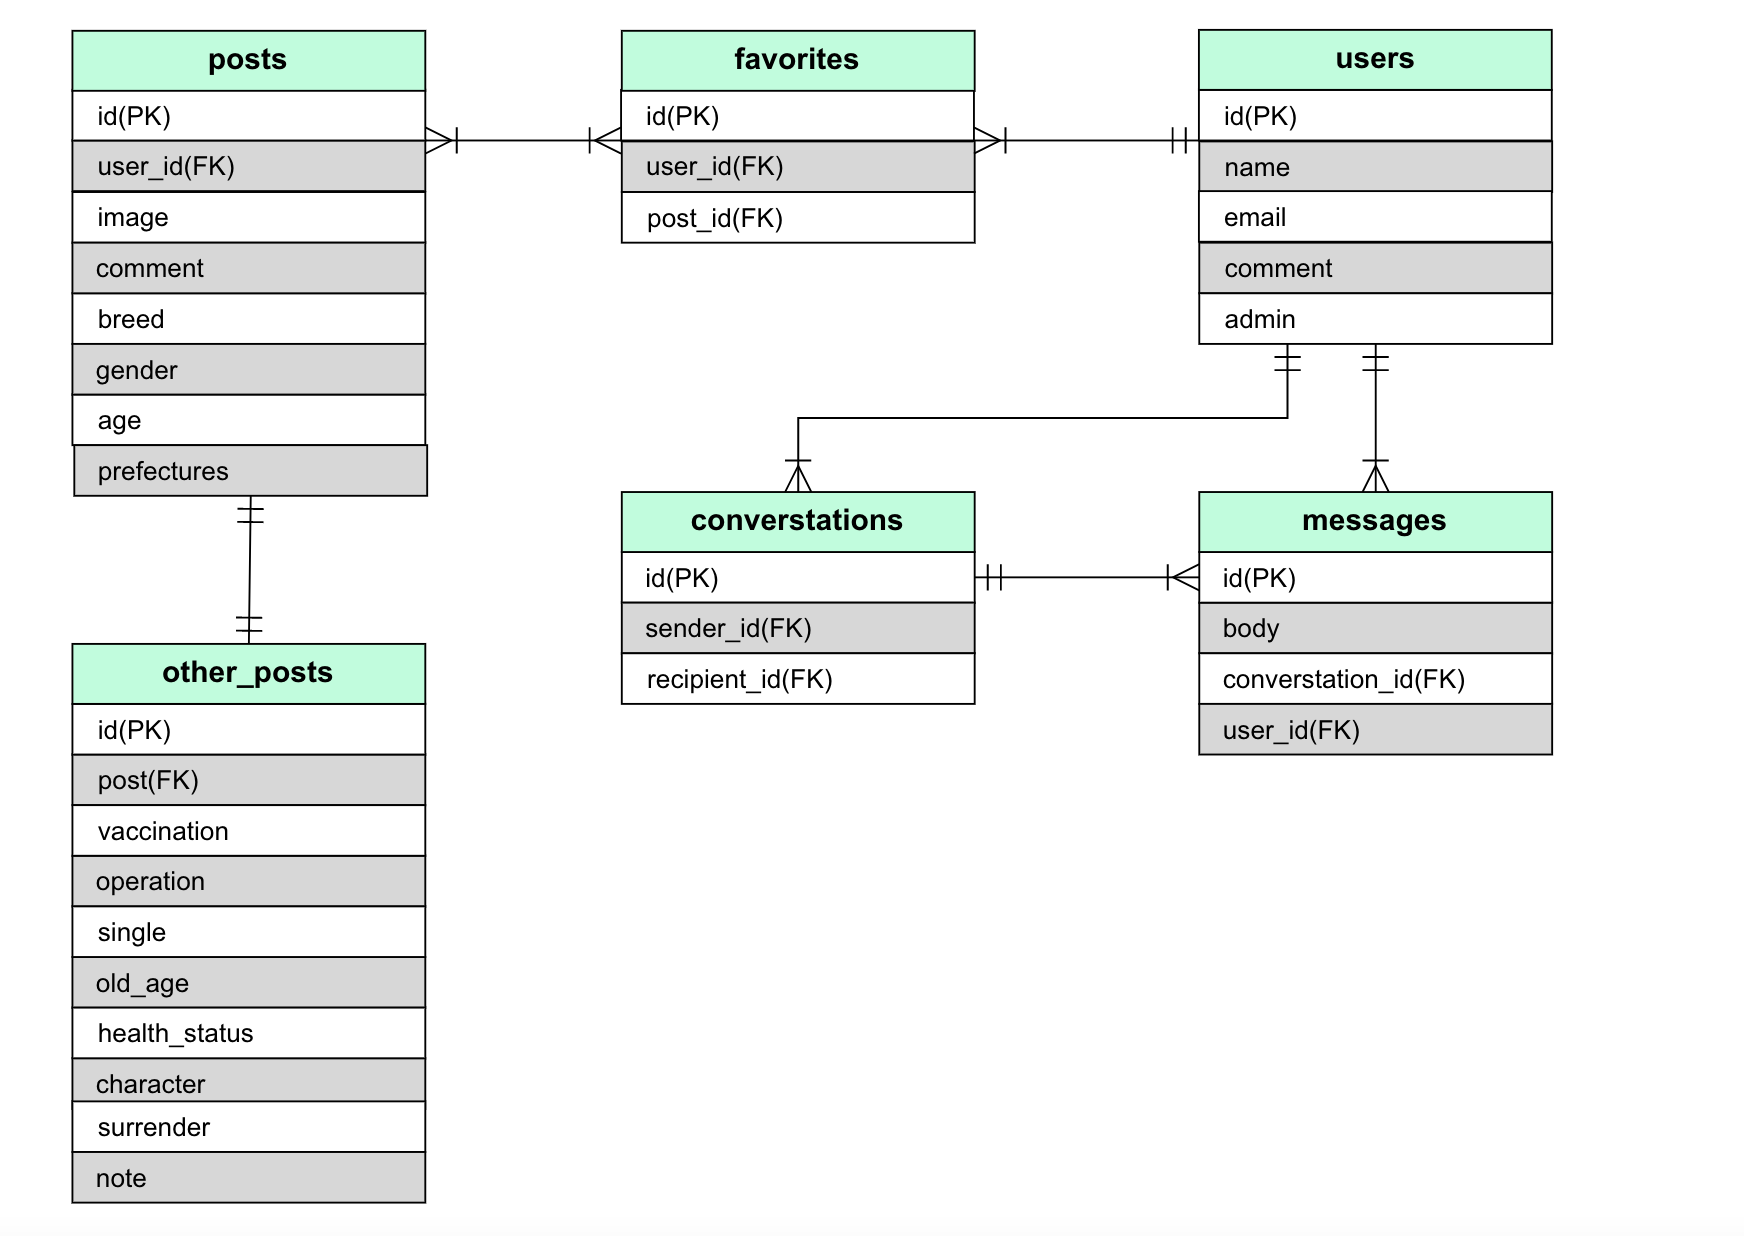 posts
id(PK)
user_id(FK)
image
comment
breed
gender
age
prefectures
favorites
id(PK)
user_id(FK)
post_id(FK)
users
id(PK)
name
email
comment
admin
converstations
id(PK)
sender_id(FK)
recipient_id(FK)
messages
id(PK)
body
converstation_id(FK)
user_id(FK)
other_posts
id(PK)
post(FK)
vaccination
operation
single
old_age
health_status
character
surrender
note